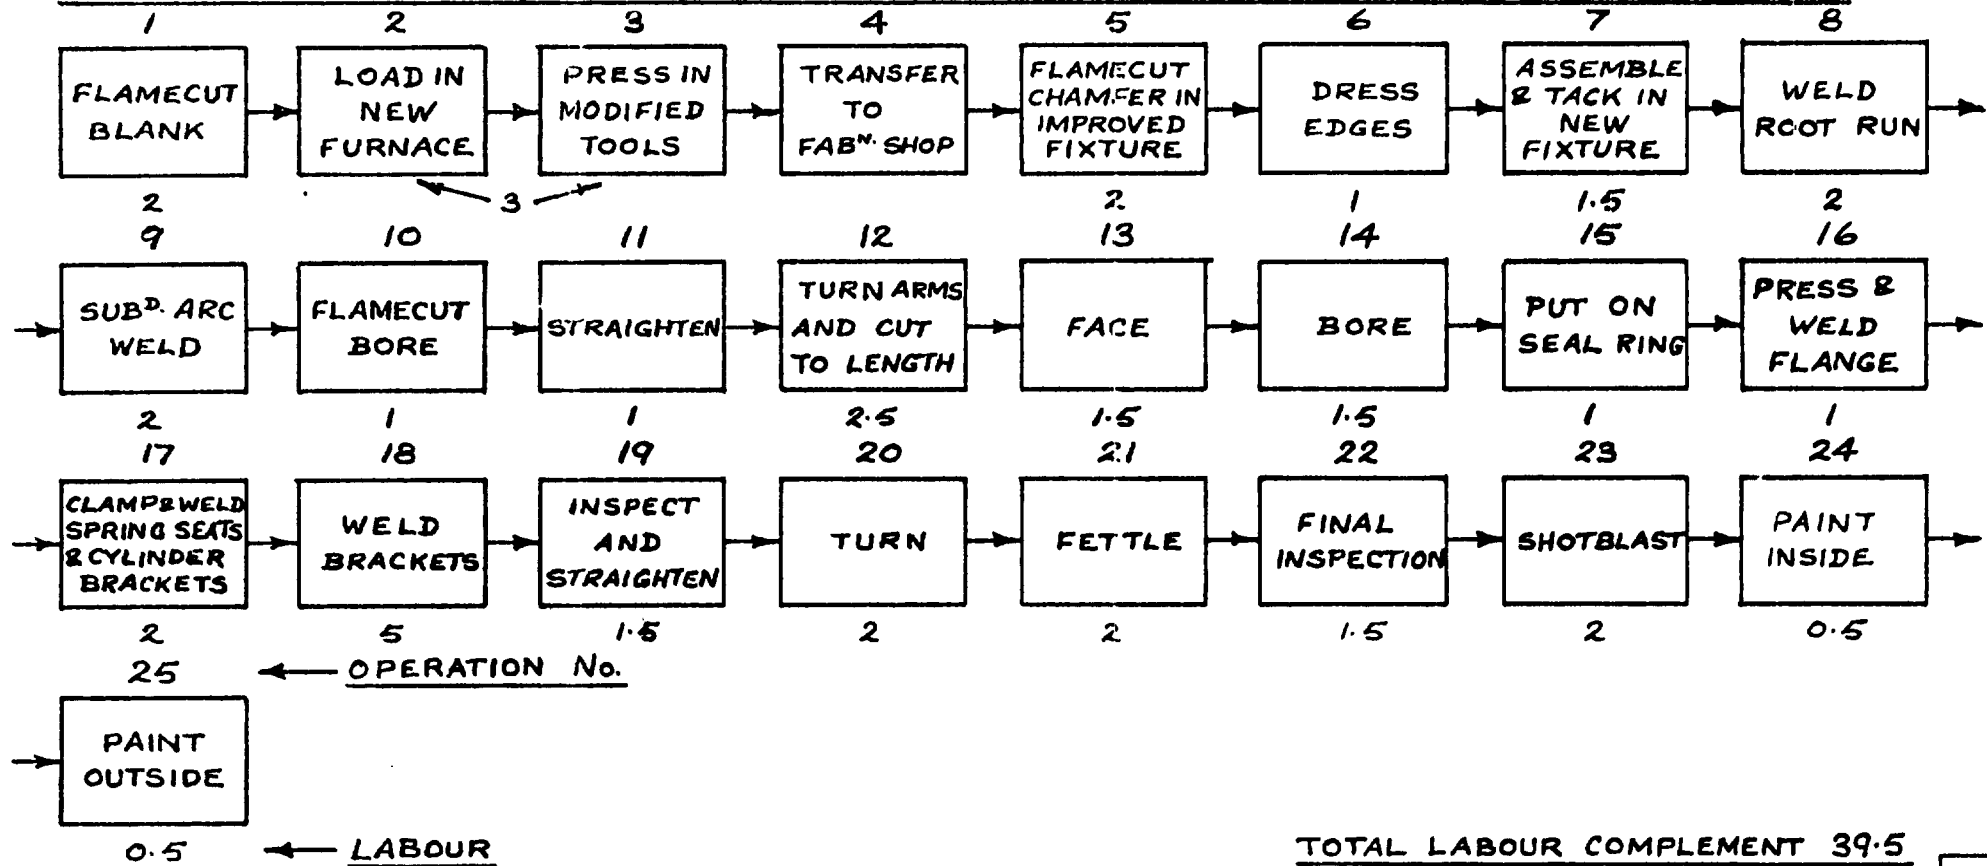 1 2 3 4 5 6 7 8
FLAMECUT
BLANK
LOAD IN
NEW
FURNACE
PRESS IN
MODIFIED
TOOLS
TRANSFER
TO
FABN. SHOP
FLAMECUT
CHAMFER IN
IMPROVED
FIXTURE
DRESS
EDGES
ASSEMBLE
& TACK IN
NEW
FIXTURE
WELD
ROOT RUN
2 3 2 1 1.5 2
9 10 11 12 13 14 15 16
SUBD. ARC
WELD
FLAMECUT
BORE
STRAIGHTEN
TURN ARMS
AND CUT
TO LENGTH
FACE
BORE
PUT ON
SEAL RING
PRESS &
WELD
FLANGE
2 1 1 2.5 1.5 1.5 1 1
17 18 19 20 21 22 23 24
CLAMP & WELD
SPRING SEATS
& CYLINDER
BRACKETS
WELD
BRACKETS
INSPECT
AND
STRAIGHTEN
TURN
FETTLE
FINAL
INSPECTION
SHOTBLAST
PAINT
INSIDE
2 5 1.5 2 2 1.5 2 0.5
25 OPERATION No.
PAINT
OUTSIDE
0.5 LABOUR
TOTAL LABOUR COMPLEMENT 39.5